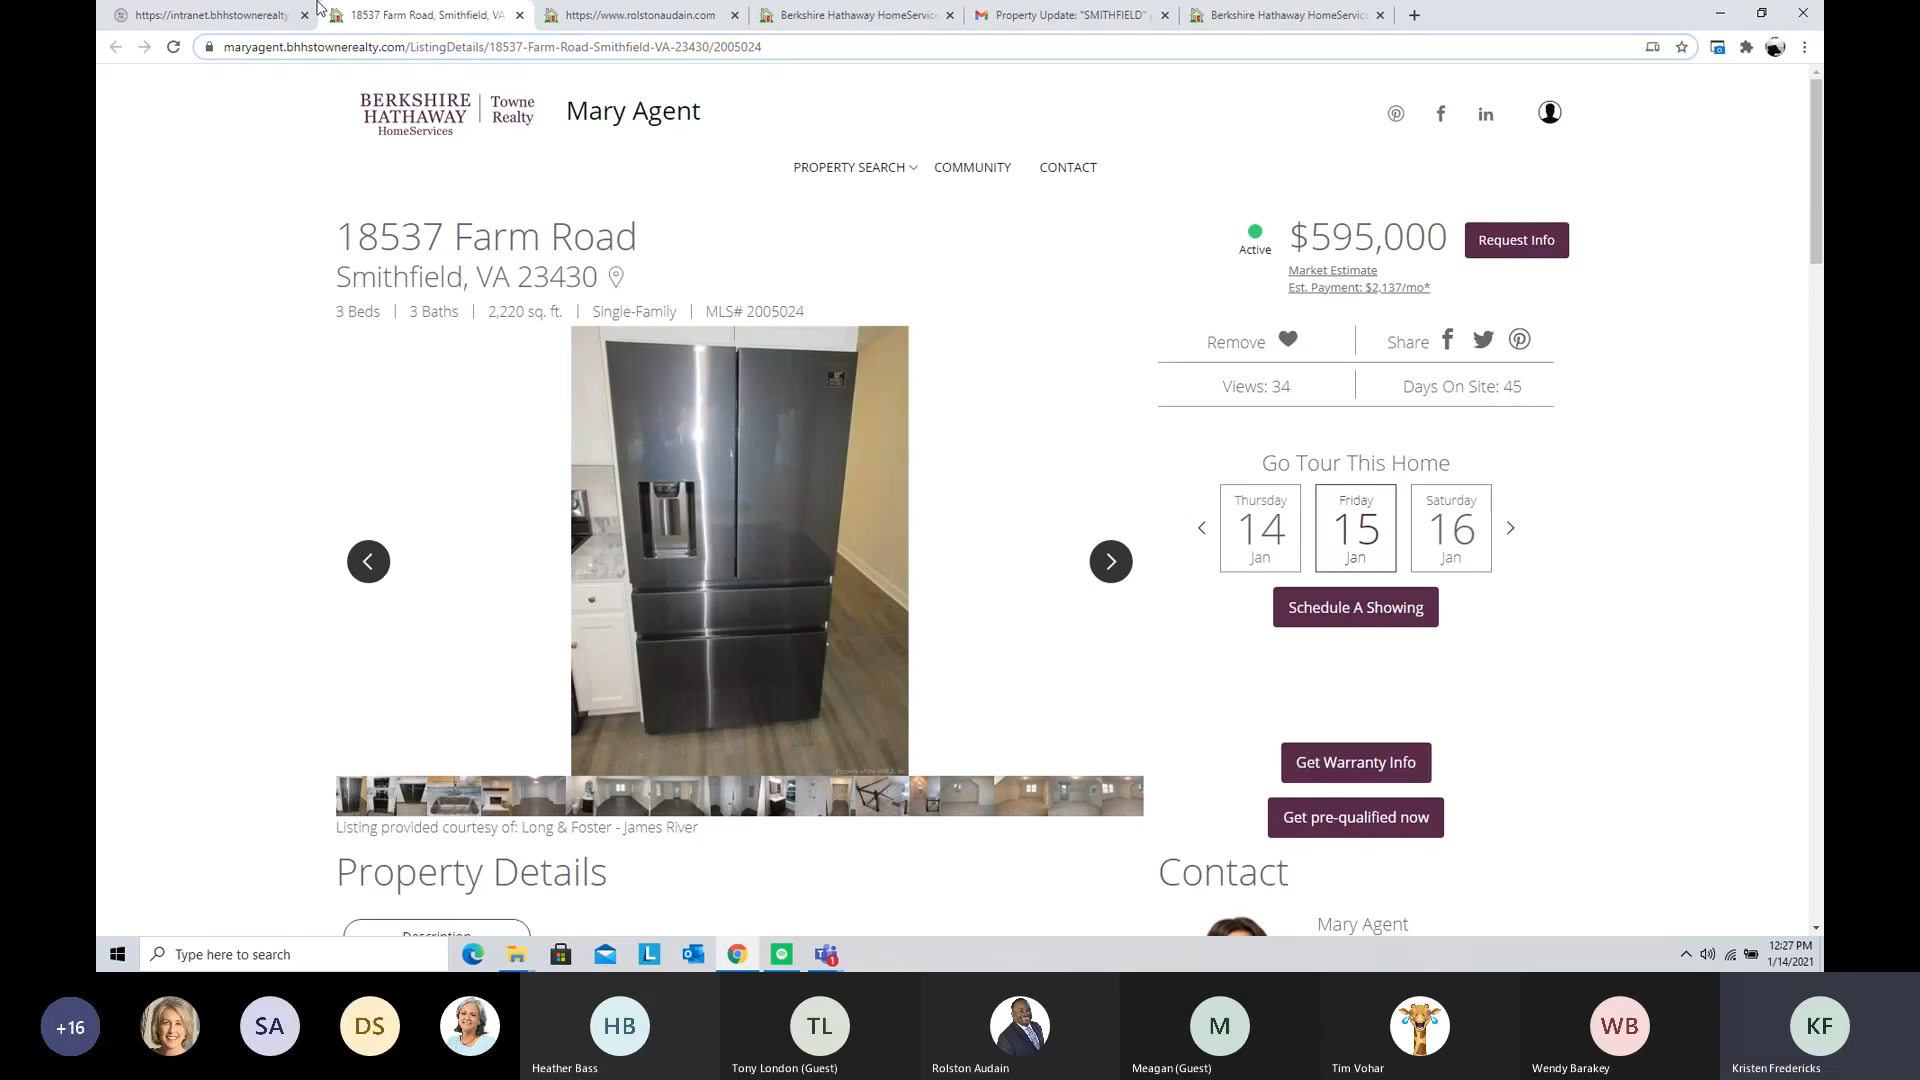 https://intranet.bhhstownerealty
18537 Farm Road, Smithfield, VA
https://www.rolstonaudain.com
Berkshire Hathaway HomeService
Property Update: "SMITHFIELD"
Berkshire Hathaway HomeService
maryagent.bhhstownerealty.com/ListingDetails/18537-Farm-Road-Smithfield-VA-23430/2005024
BERKSHIRE HATHAWAY HomeServices
Towne Realty
Mary Agent
PROPERTY SEARCH
COMMUNITY
CONTACT
18537 Farm Road
Smithfield, VA 23430
3 Beds | 3 Baths | 2,220 sq. ft. | Single-Family | MLS# 2005024
Active
$595,000
Request Info
Market Estimate
Est. Payment: $2,137/mo*
Remove
Share
Views: 34
Days On Site: 45
Go Tour This Home
Thursday
14
Jan
Friday
15
Jan
Saturday
16
Jan
Schedule A Showing
Get Warranty Info
Get pre-qualified now
Listing provided courtesy of: Long & Foster - James River
Property Details
Description
Contact
Mary Agent
Type here to search
12:27 PM
1/14/2021
+16
SA
DS
HB
Heather Bass
TL
Tony London (Guest)
Rolston Audain
M
Meagan (Guest)
Tim Vohar
WB
Wendy Barakey
KF
Kristen Fredericks